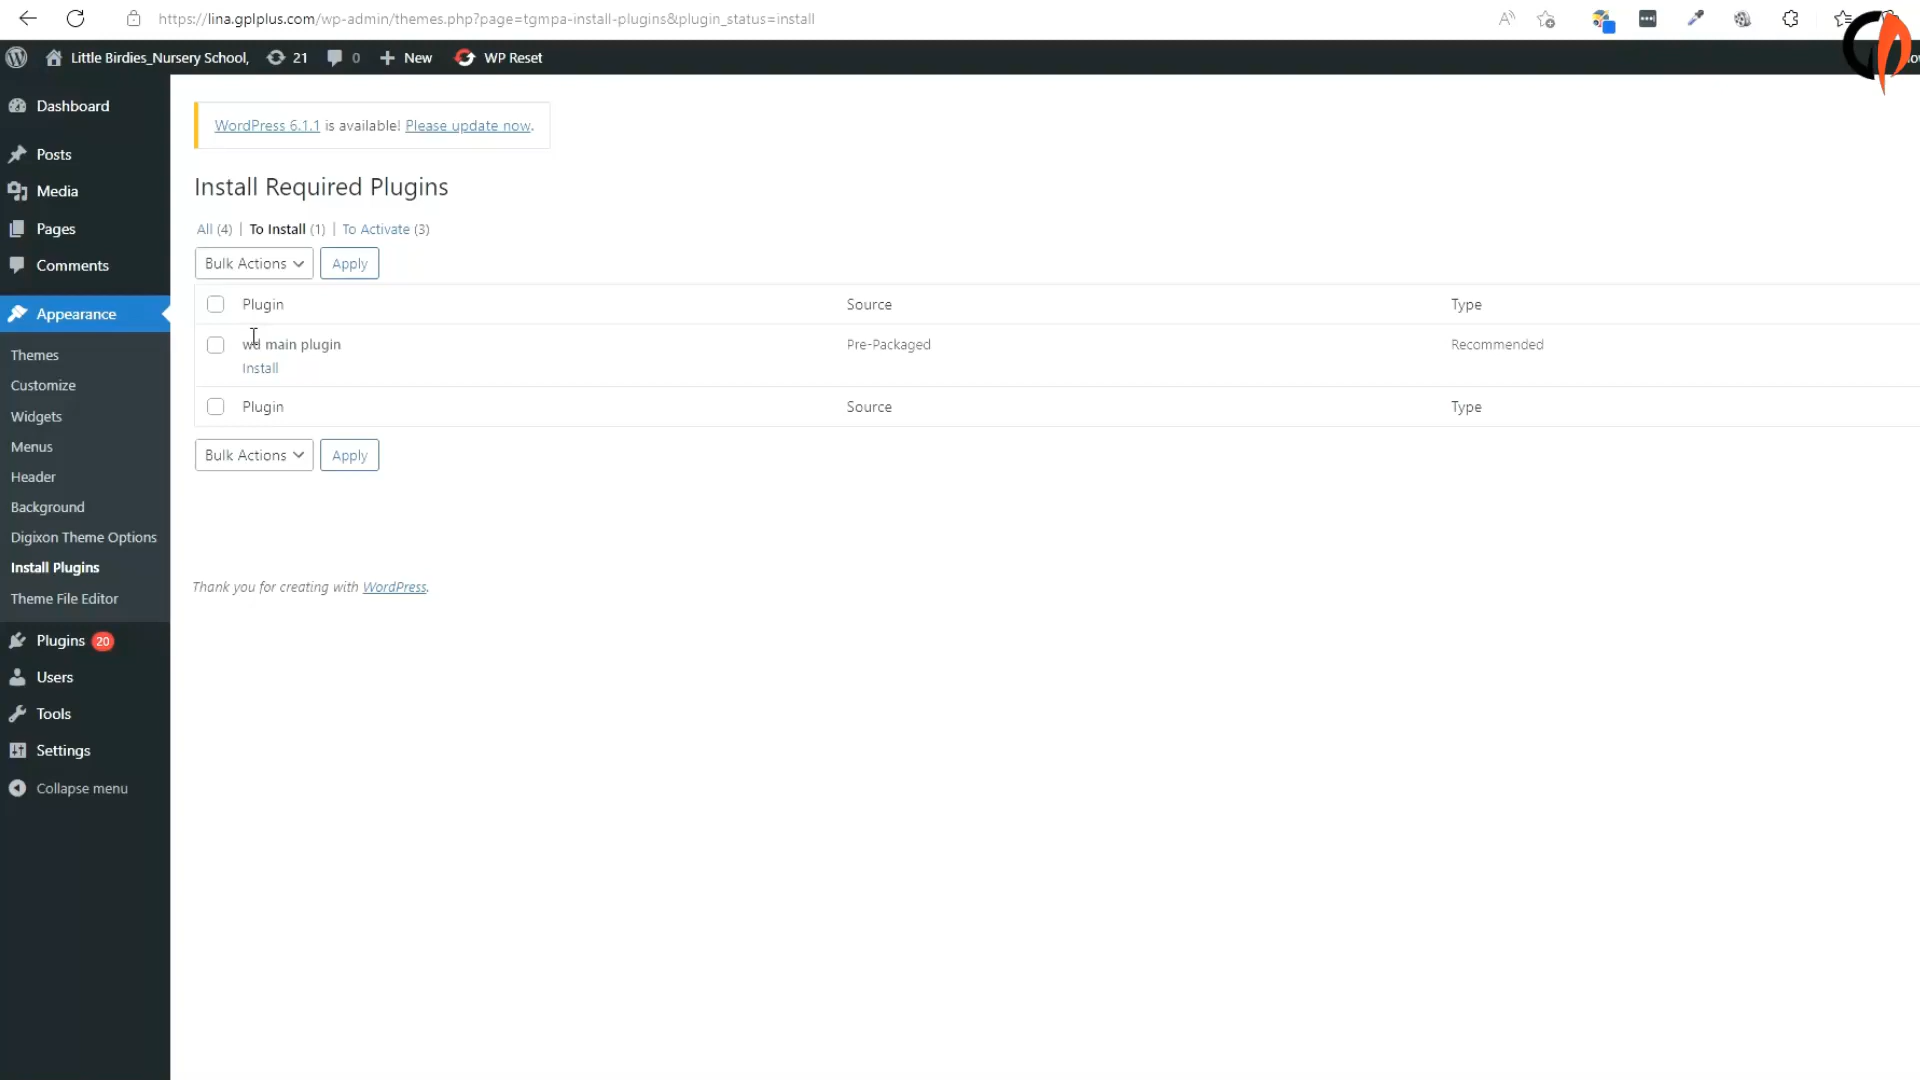 https://lina.gplplus.com/wp-admin/themes.php?page=tgmpa-install-plugins&plugin_status=install
Little Birdies_Nursery School, 21 0 New WP Reset
Dashboard
Posts
Media
Pages
Comments
Appearance
Themes
Customize
Widgets
Menus
Header
Background
Digixon Theme Options
Install Plugins
Theme File Editor
Plugins 20
Users
Tools
Settings
Collapse menu
WordPress 6.1.1 is available! Please update now.
Install Required Plugins
All (4) | To Install (1) | To Activate (3)
Bulk Actions Apply
Plugin Source Type
wd main plugin Pre-Packaged Recommended
Install
Plugin Source Type
Bulk Actions Apply
Thank you for creating with WordPress.